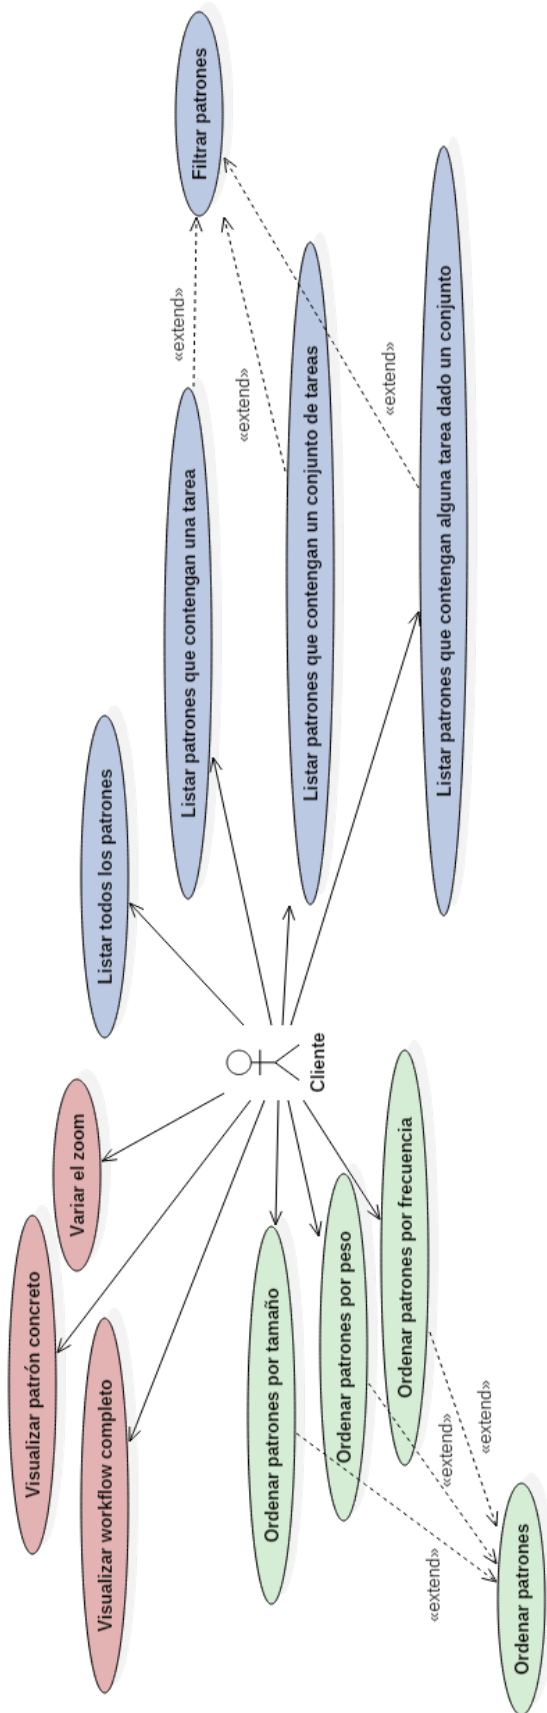 Visualizar patrón concreto
Variar el zoom
Visualizar workflow completo
Listar todos los patrones
Listar patrones que contengan una tarea
«extend»
Filtrar patrones
«extend»
Listar patrones que contengan un conjunto de tareas
«extend»
Listar patrones que contengan alguna tarea dado un conjunto
Cliente
Ordenar patrones por tamaño
Ordenar patrones por peso
Ordenar patrones por frecuencia
«extend»
«extend»
«extend»
Ordenar patrones